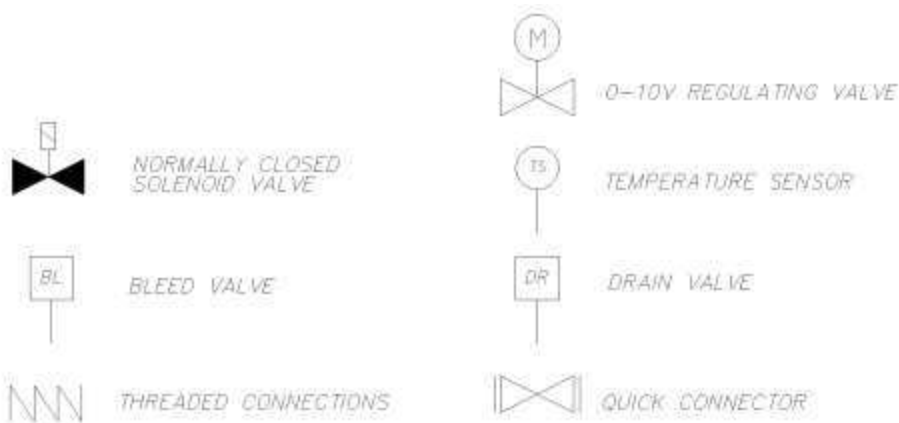 M
0-10V REGULATING VALVE
NORMALLY CLOSED
SOLENOID VALVE
TS
TEMPERATURE SENSOR
BL
BLEED VALVE
DR
DRAIN VALVE
THREADED CONNECTIONS
QUICK CONNECTOR